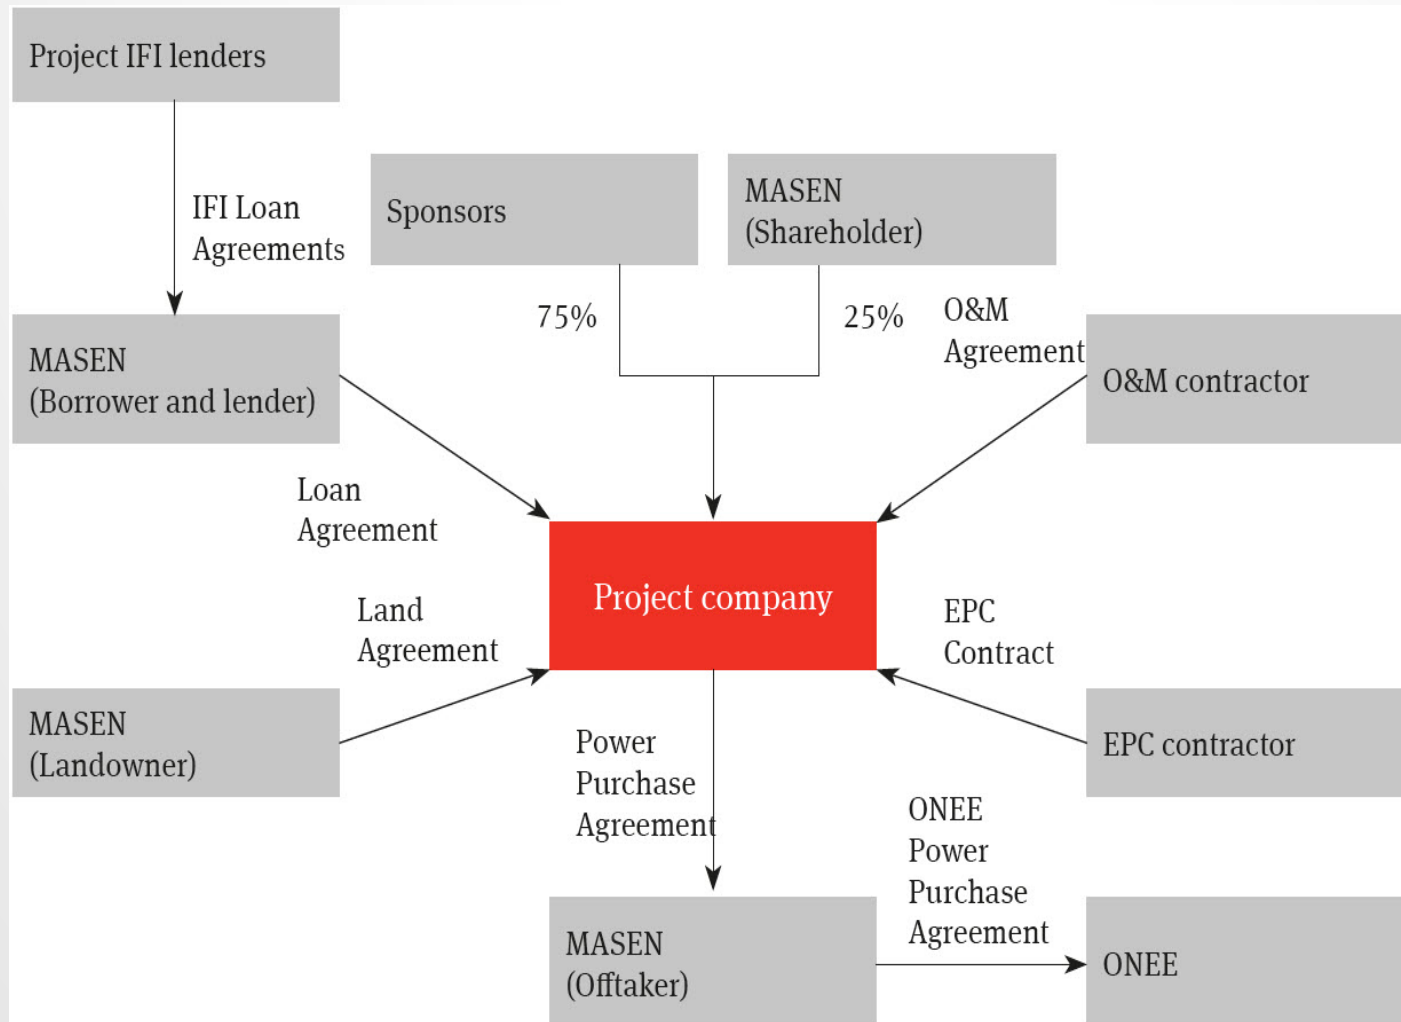 Project IFI lenders
IFI Loan
Agreements
Sponsors
MASEN
(Shareholder)
75%
25%
O&M
Agreement
MASEN
(Borrower and lender)
O&M contractor
Loan
Agreement
Project company
Land
Agreement
EPC
Contract
MASEN
(Landowner)
EPC contractor
Power
Purchase
Agreement
ONEE
Power
Purchase
Agreement
MASEN
(Offtaker)
ONEE